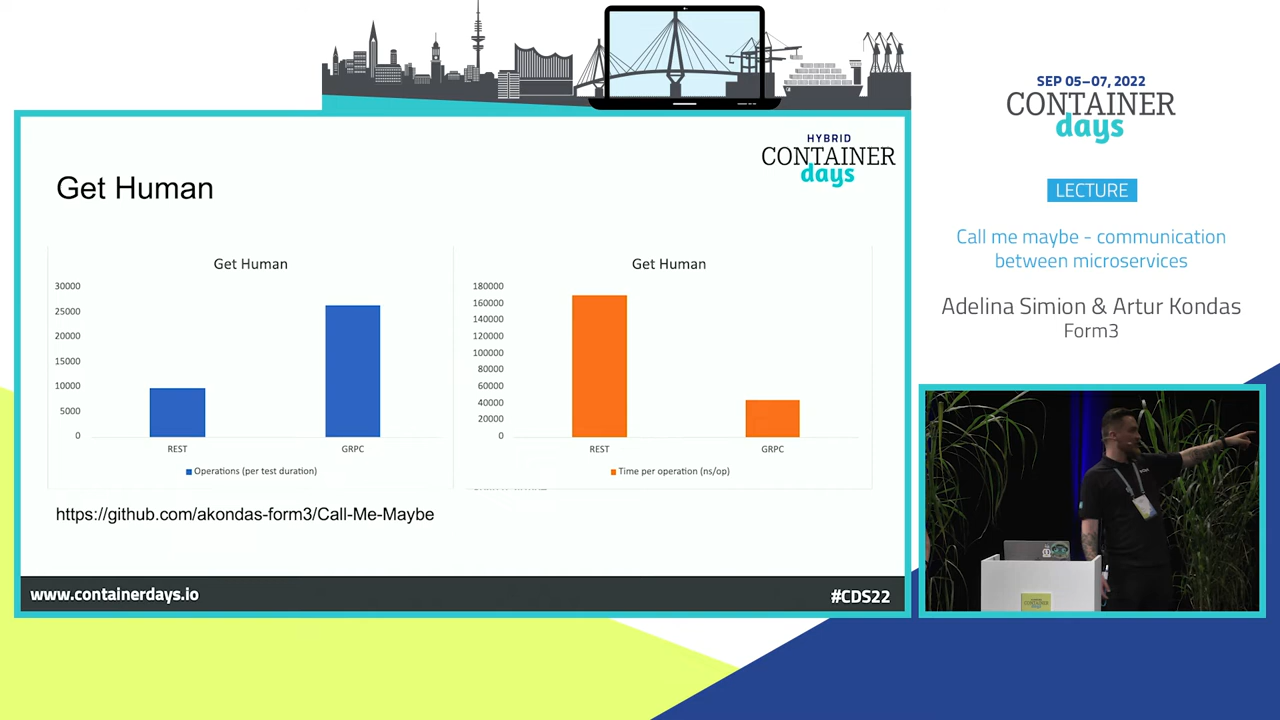 SEP 05–07, 2022
CONTAINER
days
LECTURE
Call me maybe - communication
between microservices
Adelina Simion & Artur Kondas
Form3
HYBRID
CONTAINER
days
Get Human
Get Human
30000
25000
20000
15000
10000
5000
0
REST
GRPC
Operations (per test duration)
Get Human
180000
160000
140000
120000
100000
80000
60000
40000
20000
0
REST
GRPC
Time per operation (ns/op)
https://github.com/akondas-form3/Call-Me-Maybe
www.containerdays.io
#CDS22